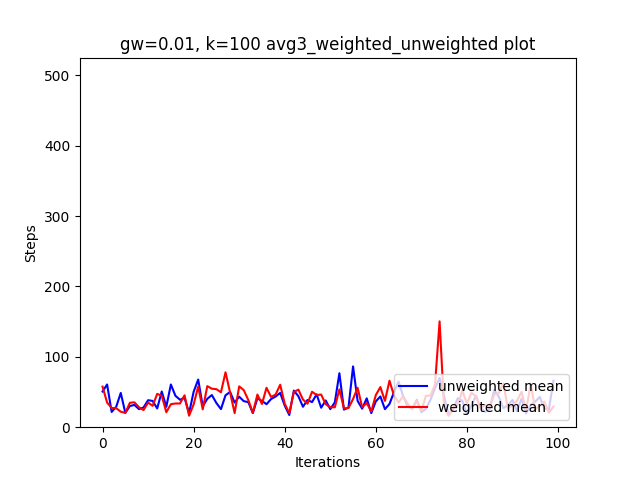 gw=0.01, k=100 avg3_weighted_unweighted plot
500
400
300
200
100
0
Steps
unweighted mean
weighted mean
0
20
40
60
80
100
Iterations